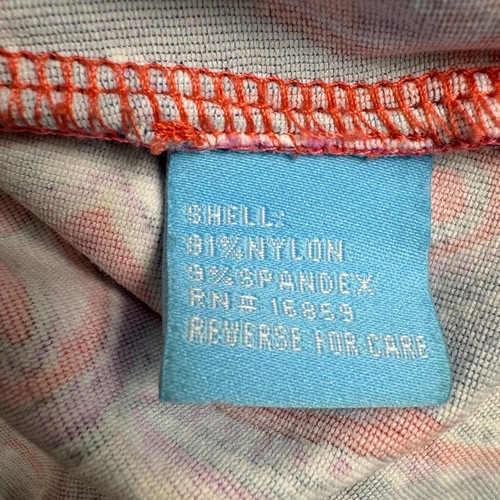 SHELL:
91%NYLON
9%SPANDEX
RN# 16859
REVERSE FOR CARE